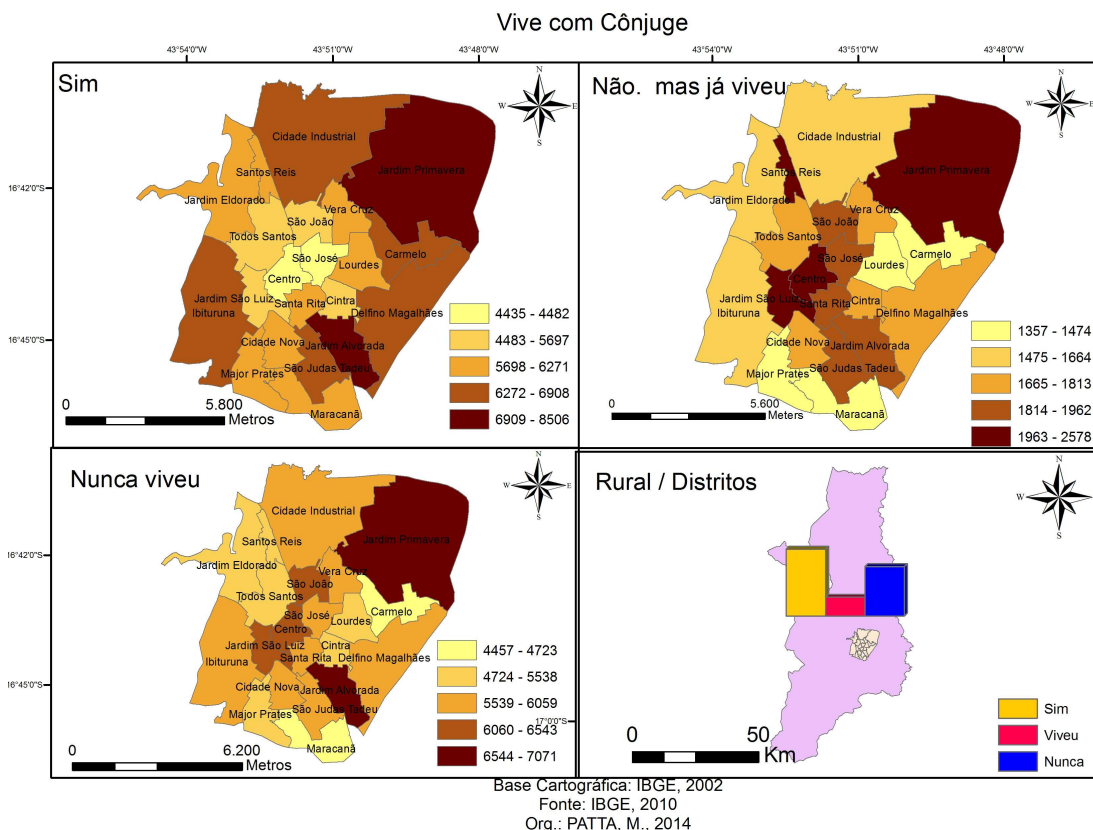 Vive com Cônjuge
43°54'0"W 43°51'0"W 43°48'0"W
43°54'0"W 43°51'0"W 43°48'0"W
Sim
N
W E
S
Cidade Industrial
Jardim Primavera
Santos Reis
16°42'0"S
Jardim Eldorado
Vera Cruz
São João
Todos Santos
São José
Carmelo
Lourdes
Centro
Jardim São Luiz
Ibituruna
Santa Rita
Cintra
Delfino Magalhães
16°45'0"S
Cidade Nova
Jardim Alvorada
São Judas Tadeu
Major Prates
Maracanã
4435 - 4482
4483 - 5697
5698 - 6271
6272 - 6908
6909 - 8506
0 5.800
Metros
Não. mas já viveu
N
W E
S
Cidade Industrial
Jardim Primavera
Santos Reis
Jardim Eldorado
Vera Cruz
São João
Todos Santos
São José
Carmelo
Lourdes
Centro
Jardim São Luiz
Ibituruna
Santa Rita
Cintra
Delfino Magalhães
Cidade Nova
Jardim Alvorada
São Judas Tadeu
Major Prates
Maracanã
1357 - 1474
1475 - 1664
1665 - 1813
1814 - 1962
1963 - 2578
0 5.600
Meters
Nunca viveu
N
W E
S
Cidade Industrial
Santos Reis
Jardim Primavera
16°42'0"S
Jardim Eldorado
Vera Cruz
São João
Todos Santos
São José
Carmelo
Lourdes
Centro
Jardim São Luiz
Cintra
Ibituruna
Santa Rita
Delfino Magalhães
16°45'0"S
Cidade Nova
Jardim Alvorada
São Judas Tadeu
Major Prates
Maracanã
4457 - 4723
4724 - 5538
5539 - 6059
6060 - 6543
6544 - 7071
0 6.200
Metros
Rural / Distritos
N
W E
S
17°0'0"S
0 50
Km
Sim
Viveu
Nunca
Base Cartográfica: IBGE, 2002
Fonte: IBGE, 2010
Org.: PATTA, M., 2014